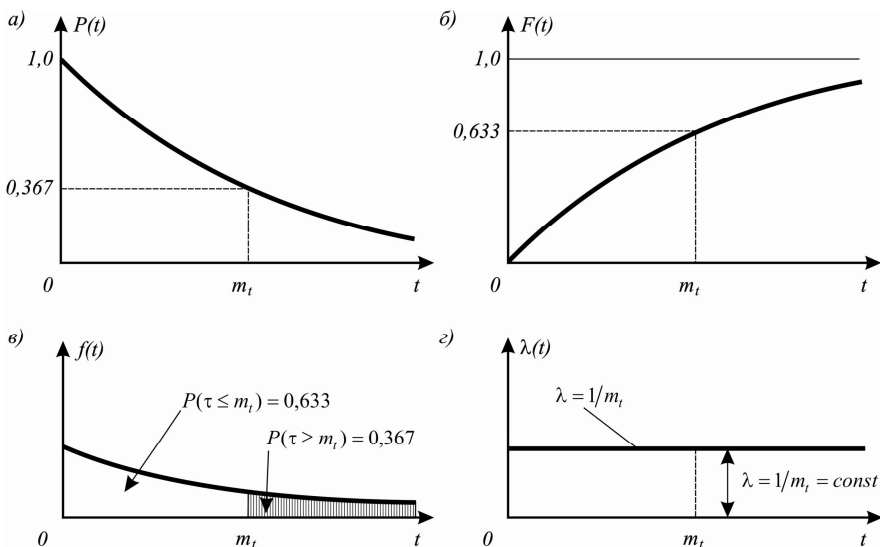 а)
P(t)
1,0
0,367
0
m_t
t
б)
F(t)
1,0
0,633
0
m_t
t
в)
f(t)
P(τ ≤ m_t) = 0,633
P(τ > m_t) = 0,367
0
m_t
t
г)
λ(t)
λ = 1/m_t
λ = 1/m_t = const
0
m_t
t